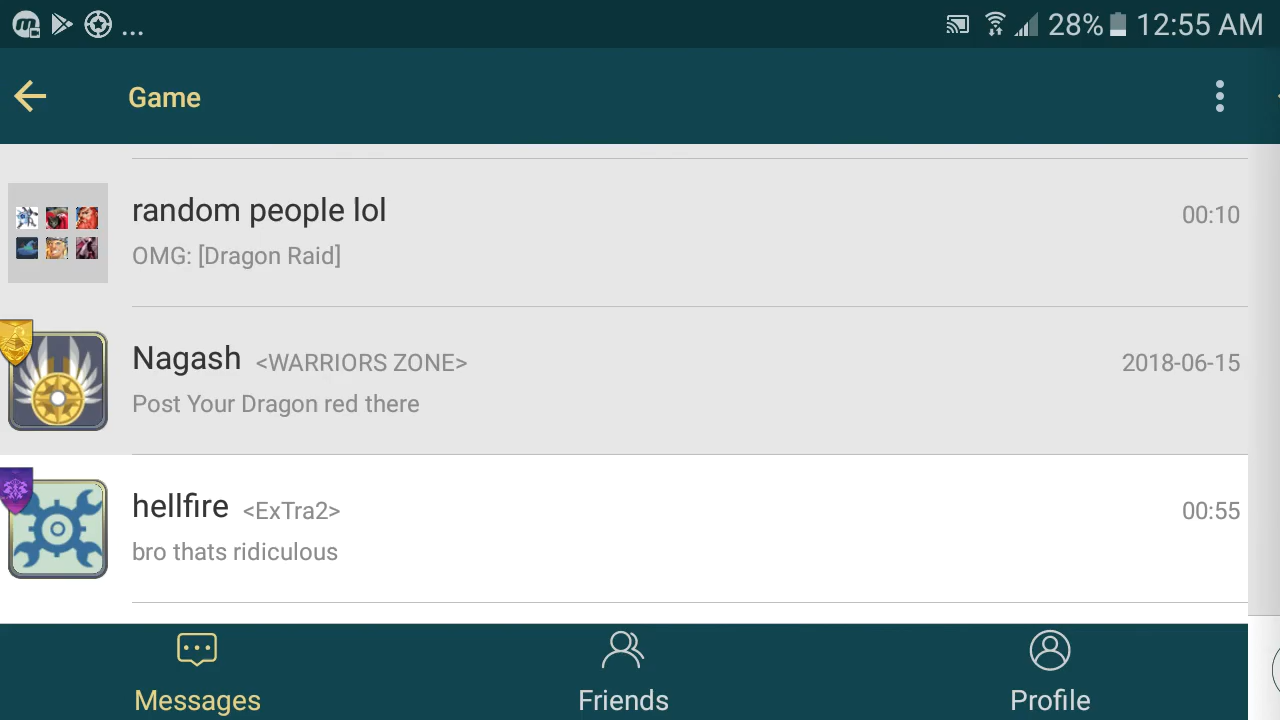 ... 28% 12:55 AM
Game
random people lol 00:10
OMG: [Dragon Raid]
Nagash <WARRIORS ZONE> 2018-06-15
Post Your Dragon red there
hellfire <ExTra2> 00:55
bro thats ridiculous
Messages Friends Profile